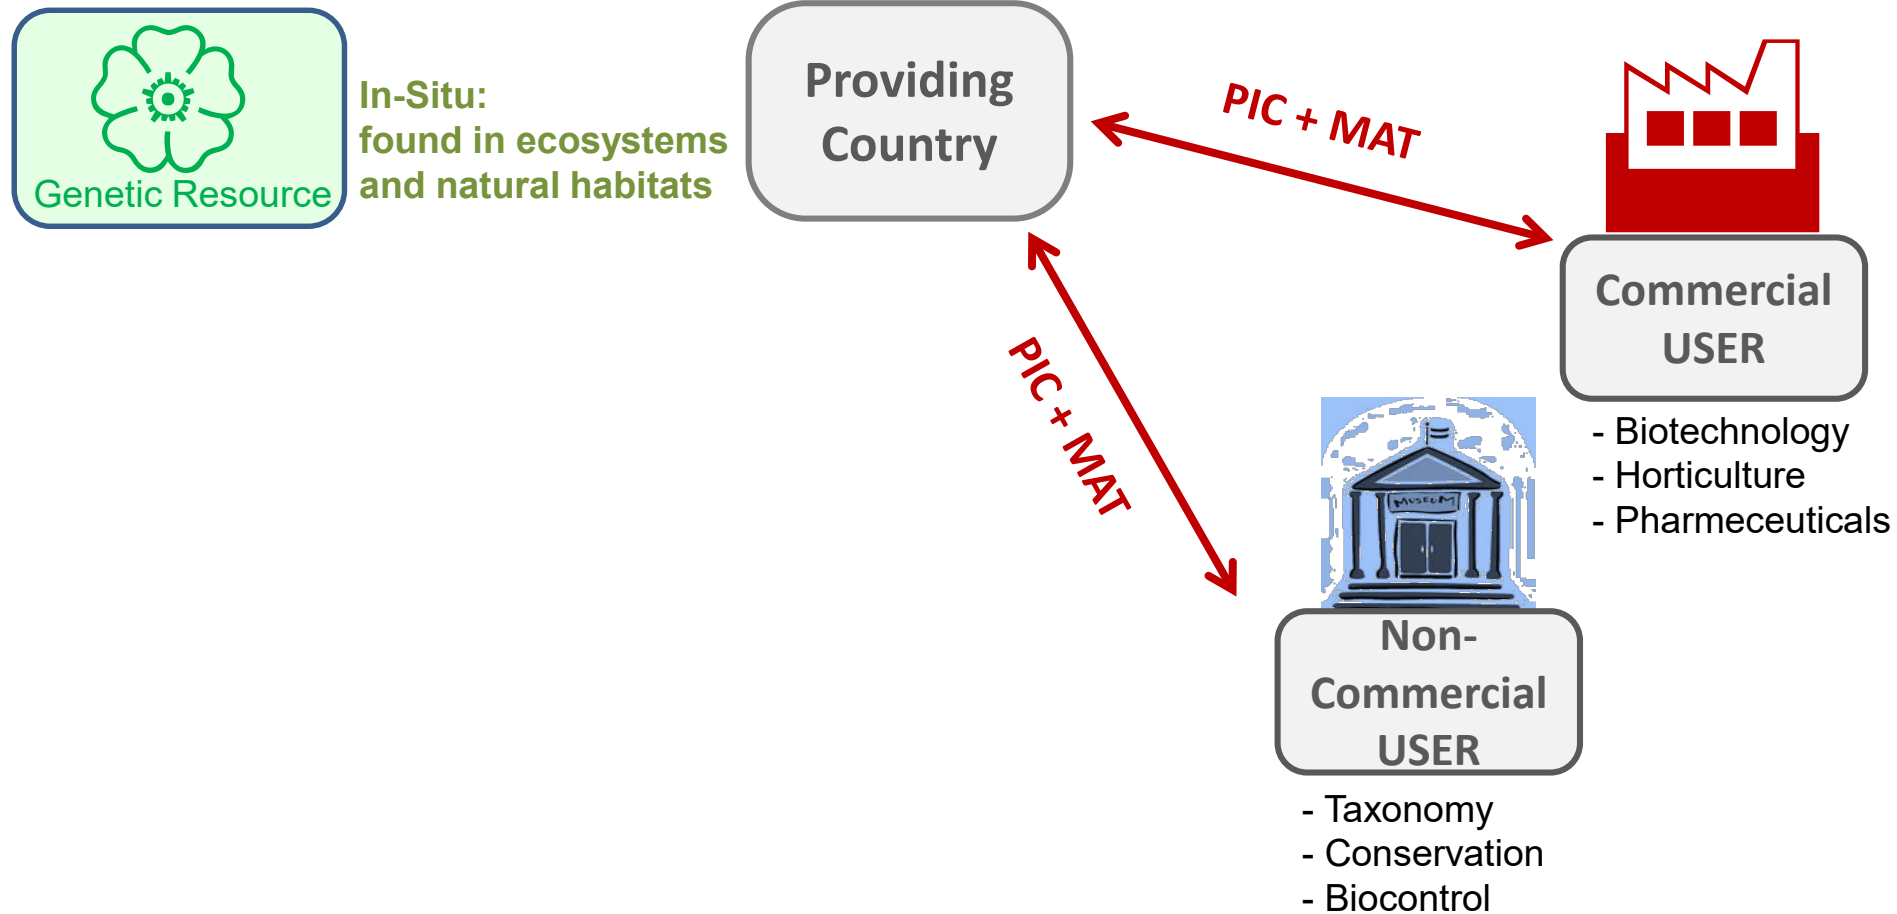 Genetic Resource
In-Situ:
found in ecosystems
and natural habitats
Providing
Country
PIC + MAT
PIC + MAT
Commercial
USER
- Biotechnology
- Horticulture
- Pharmeceuticals
MUSEUM
Non-
Commercial
USER
- Taxonomy
- Conservation
- Biocontrol